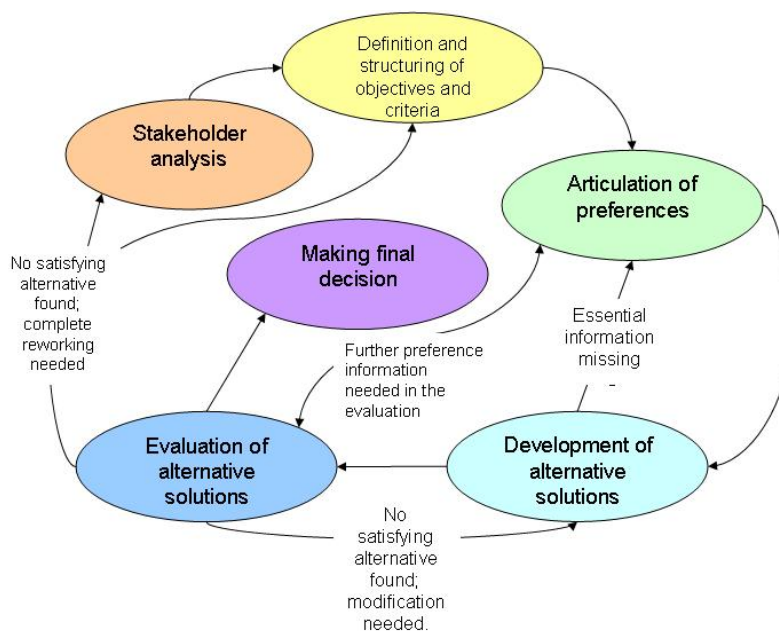 Definition and
structuring of
objectives and
criteria
Stakeholder
analysis
Articulation of
preferences
Making final
decision
No satisfying
alternative
found;
complete
reworking
needed
Essential
information
missing
Further preference
information
needed in the
evaluation
Evaluation of
alternative
solutions
Development of
alternative
solutions
No
satisfying
alternative
found;
modification
needed.